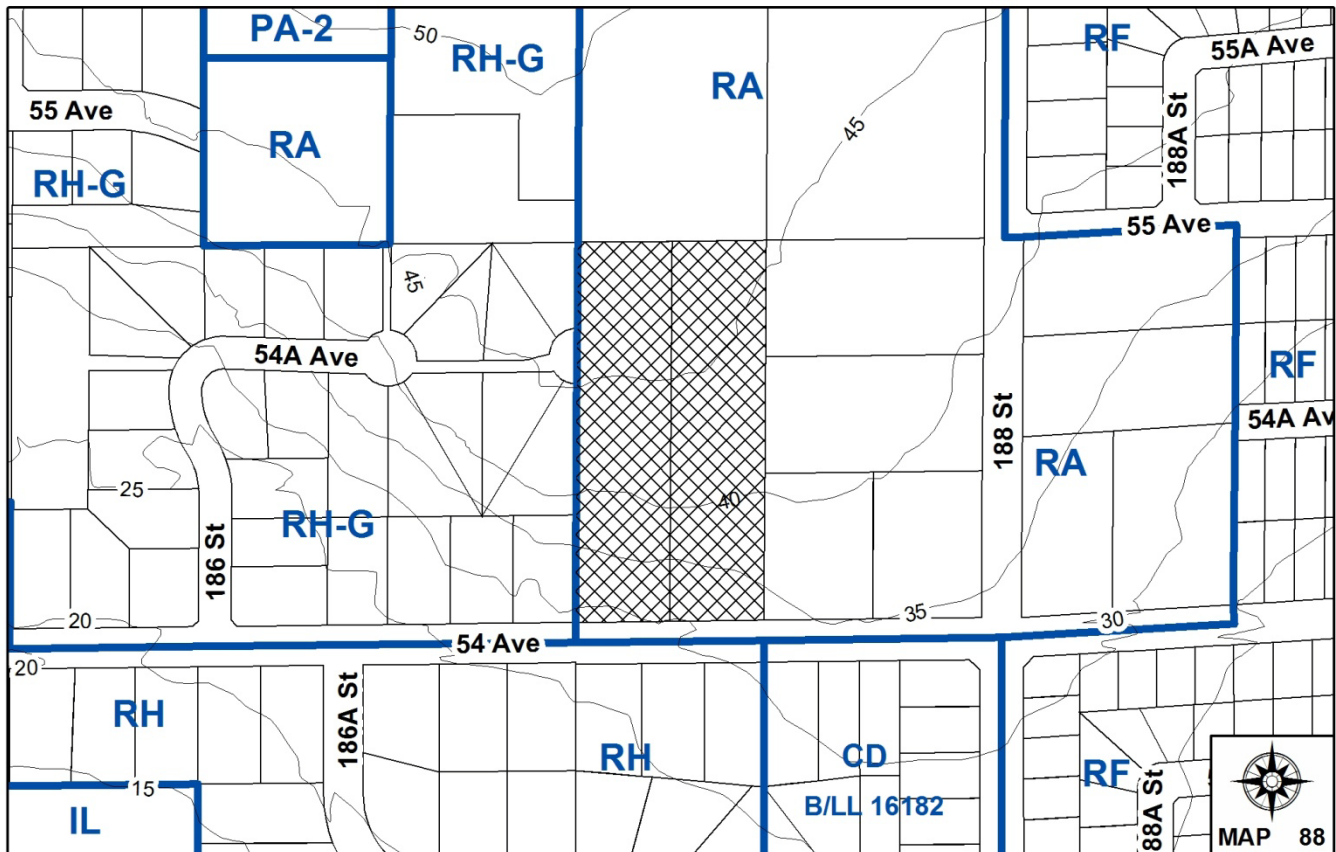 PA-2
50
RH-G
RA
RF
55A Ave
55 Ave
RA
45
188A St
RH-G
55 Ave
45
54A Ave
RF
188 St
54A Av
RA
25
40
RH-G
186 St
20
35
30
54 Ave
20
RH
186A St
RH
CD
RF
15
IL
B/LL 16182
88A St
MAP 88